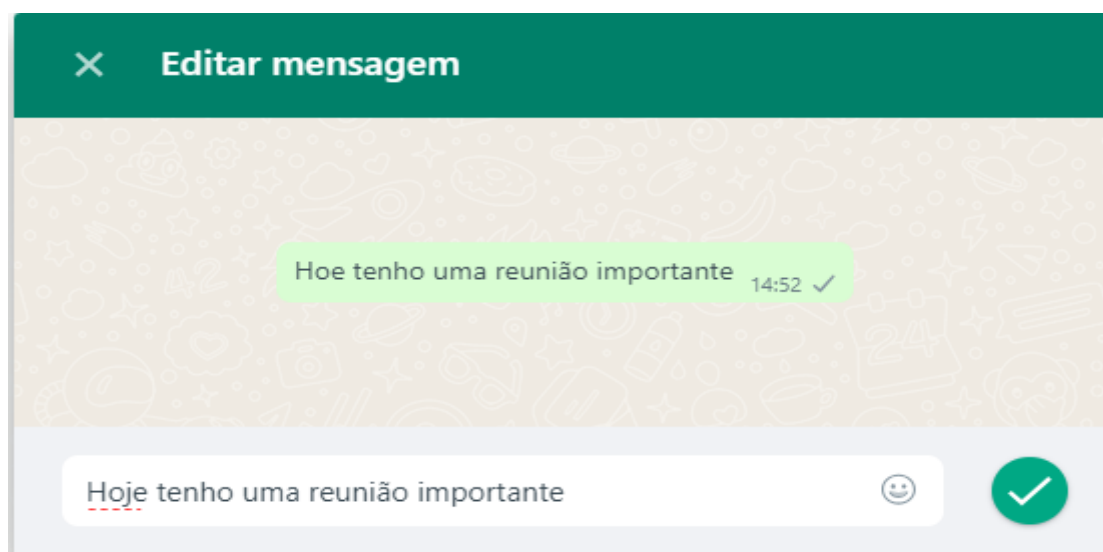 Editar mensagem
Hoe tenho uma reunião importante 14:52
Hoje tenho uma reunião importante